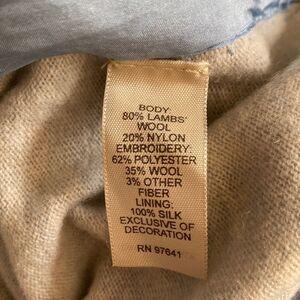 BODY:
80% LAMBS'
WOOL
20% NYLON
EMBROIDERY:
62% POLYESTER
35% WOOL
3% OTHER
FIBER
LINING:
100% SILK
EXCLUSIVE OF
DECORATION
RN 97641